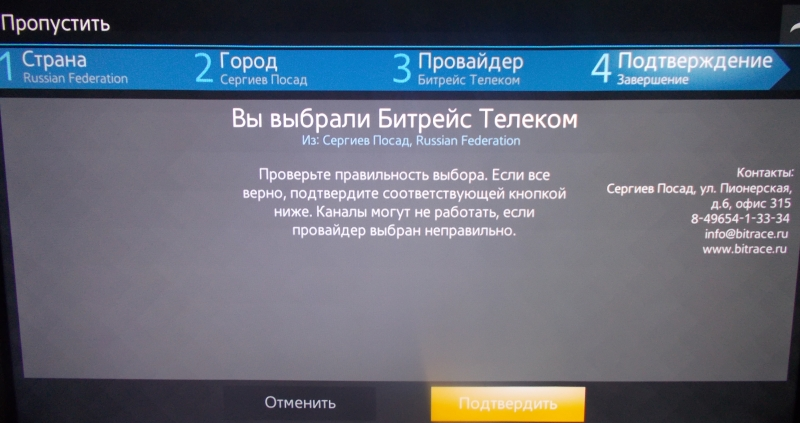 Пропустить
1 Страна
Russian Federation
2 Город
Сергиев Посад
3 Провайдер
Битрейс Телеком
4 Подтверждение
Завершение
Вы выбрали Битрейс Телеком
Из: Сергиев Посад, Russian Federation
Проверьте правильность выбора. Если все
верно, подтвердите соответствующей кнопкой
ниже. Каналы могут не работать, если
провайдер выбран неправильно.
Контакты:
Сергиев Посад, ул. Пионерская,
д.6, офис 315
8-49654-1-33-34
info@bitrace.ru
www.bitrace.ru
Отменить
Подтвердить